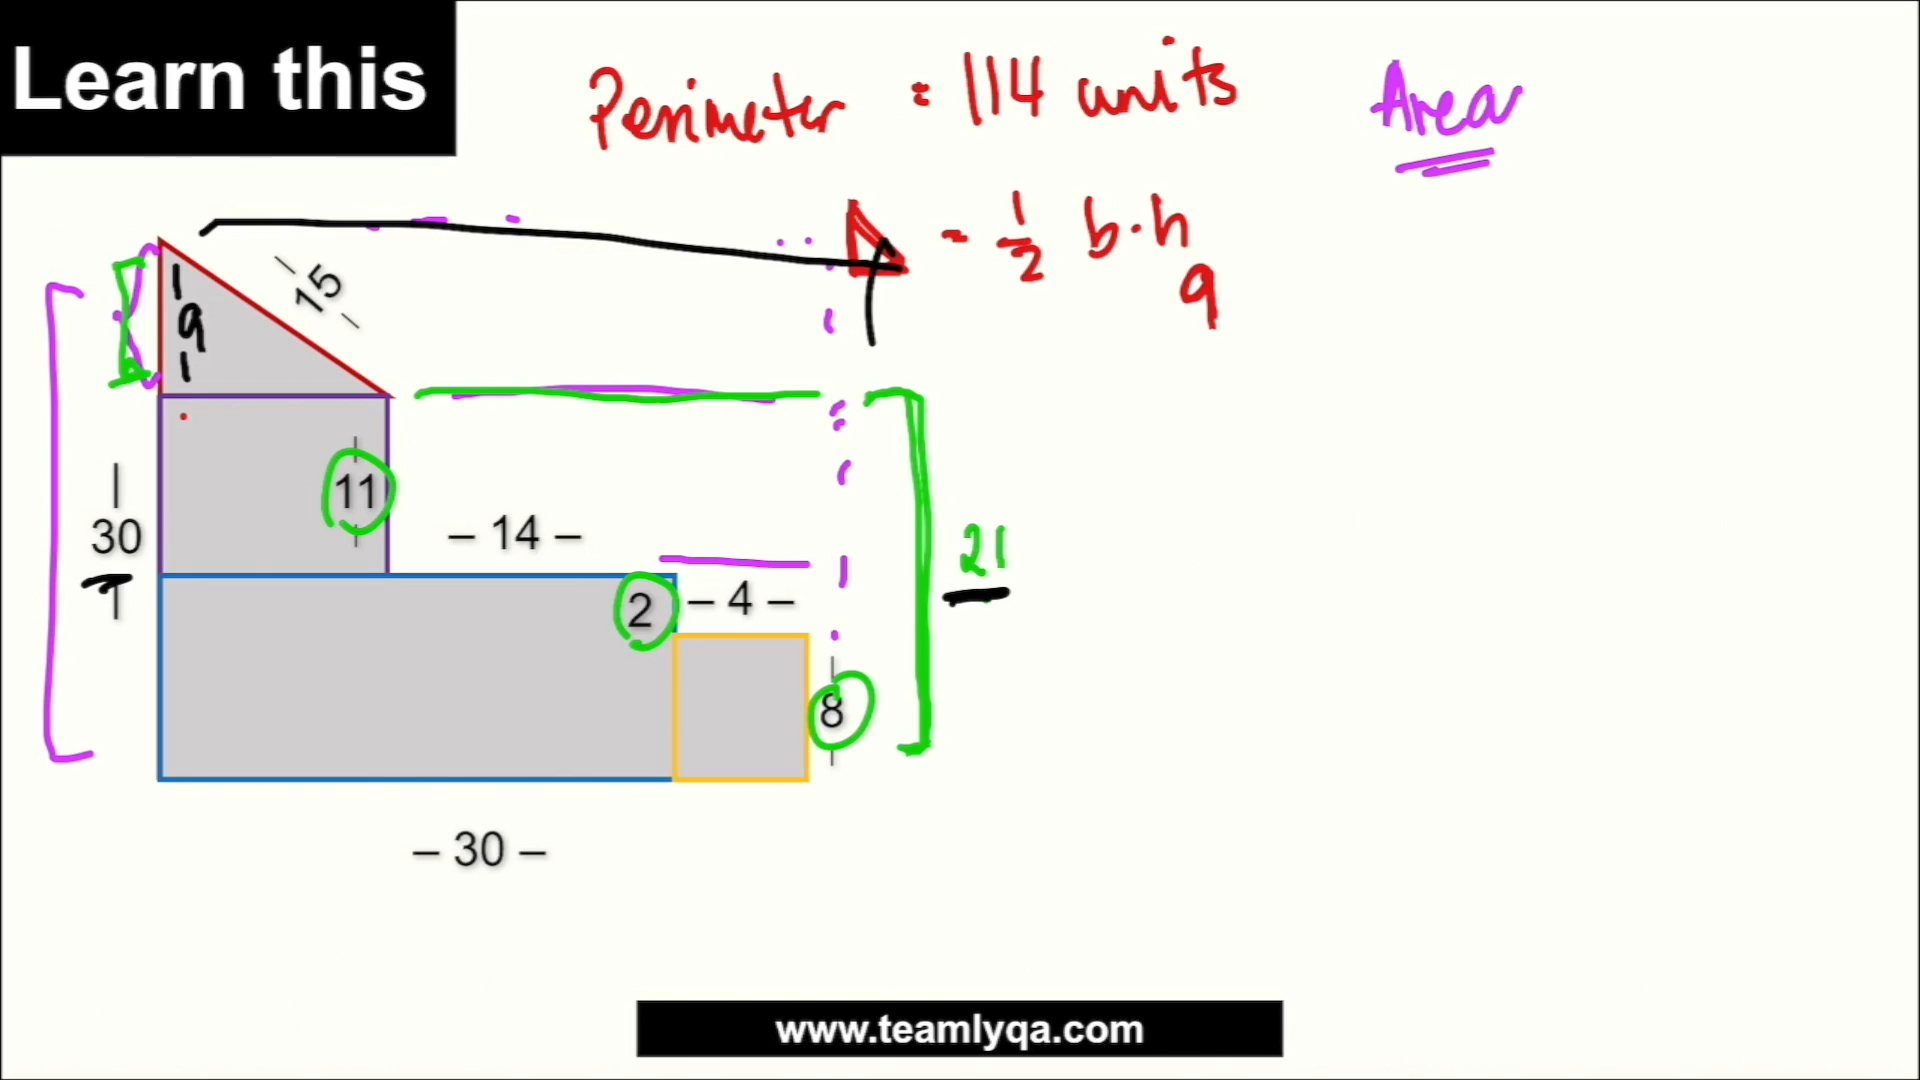 Learn this
Perimeter = 114 units
Area
= 1/2 b·h
9
15
9
11
30
– 14 –
21
2
– 4 –
8
– 30 –
www.teamlyqa.com